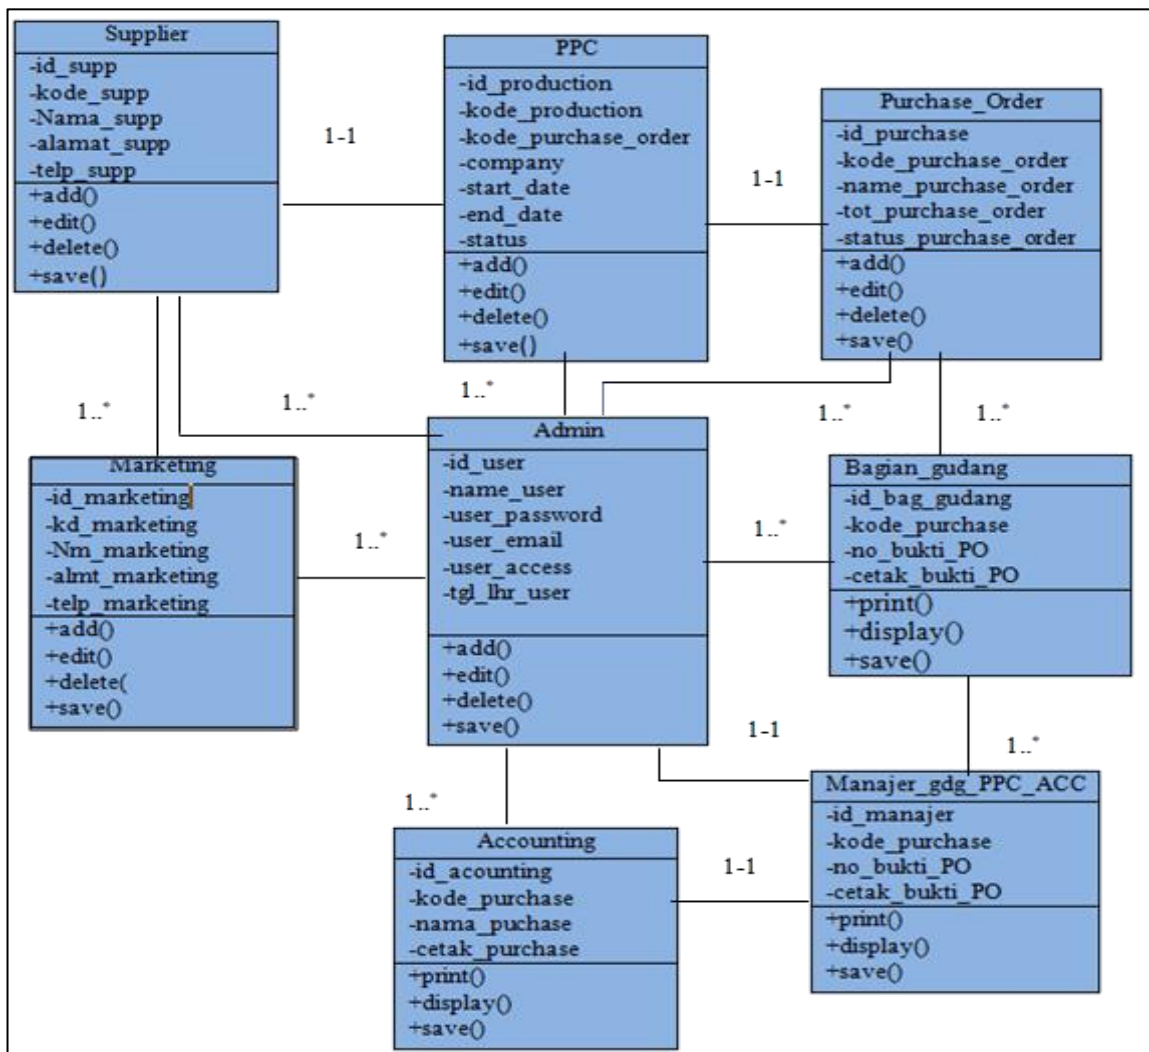 Supplier
-id_supp
-kode_supp
-Nama_supp
-alamat_supp
-telp_supp
+add()
+edit()
+delete()
+save()
1-1
PPC
-id_production
-kode_production
-kode_purchase_order
-company
-start_date
-end_date
-status
+add()
+edit()
+delete()
+save()
1-1
Purchase_Order
-id_purchase
-kode_purchase_order
-name_purchase_order
-tot_purchase_order
-status_purchase_order
+add()
+edit()
+delete()
+save()
1..*
1..*
1..*
1..*
1..*
Marketing
-id_marketing
-kd_marketing
-Nm_marketing
-almt_marketing
-telp_marketing
+add()
+edit()
+delete(
+save()
1..*
Admin
-id_user
-name_user
-user_password
-user_email
-user_access
-tgl_lhr_user
+add()
+edit()
+delete()
+save()
1..*
Bagian_gudang
-id_bag_gudang
-kode_purchase
-no_bukti_PO
-cetak_bukti_PO
+print()
+display()
+save()
1-1
1..*
1..*
Accounting
-id_acounting
-kode_purchase
-nama_puchase
-cetak_purchase
+print()
+display()
+save()
1-1
Manajer_gdg_PPC_ACC
-id_manajer
-kode_purchase
-no_bukti_PO
-cetak_bukti_PO
+print()
+display()
+save()